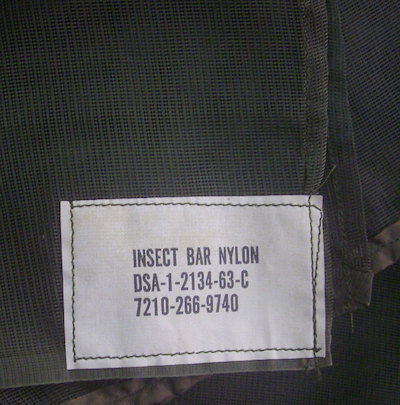 INSECT BAR NYLON
DSA-1-2134-63-C
7210-266-9740